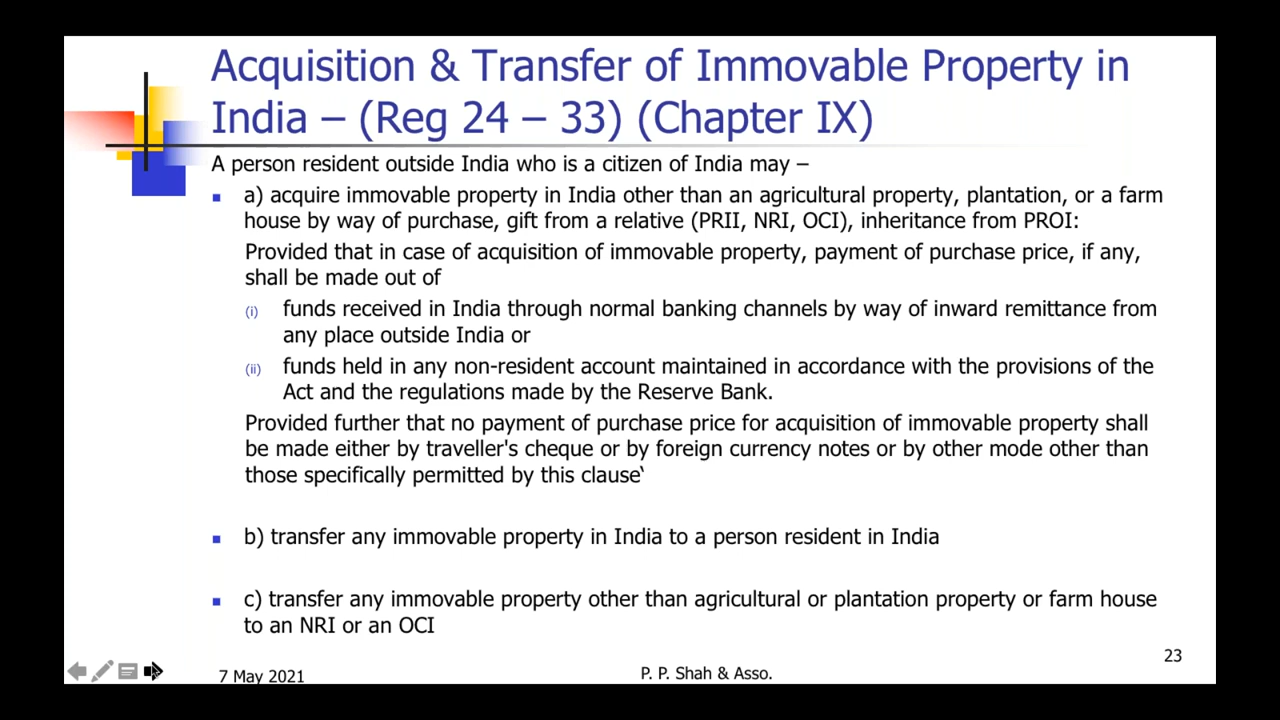 Acquisition & Transfer of Immovable Property in
India – (Reg 24 – 33) (Chapter IX)
A person resident outside India who is a citizen of India may –
a) acquire immovable property in India other than an agricultural property, plantation, or a farm
house by way of purchase, gift from a relative (PRII, NRI, OCI), inheritance from PROI:
Provided that in case of acquisition of immovable property, payment of purchase price, if any,
shall be made out of
(i) funds received in India through normal banking channels by way of inward remittance from
any place outside India or
(ii) funds held in any non-resident account maintained in accordance with the provisions of the
Act and the regulations made by the Reserve Bank.
Provided further that no payment of purchase price for acquisition of immovable property shall
be made either by traveller's cheque or by foreign currency notes or by other mode other than
those specifically permitted by this clause‛
b) transfer any immovable property in India to a person resident in India
c) transfer any immovable property other than agricultural or plantation property or farm house
to an NRI or an OCI
23
7 May 2021
P. P. Shah & Asso.